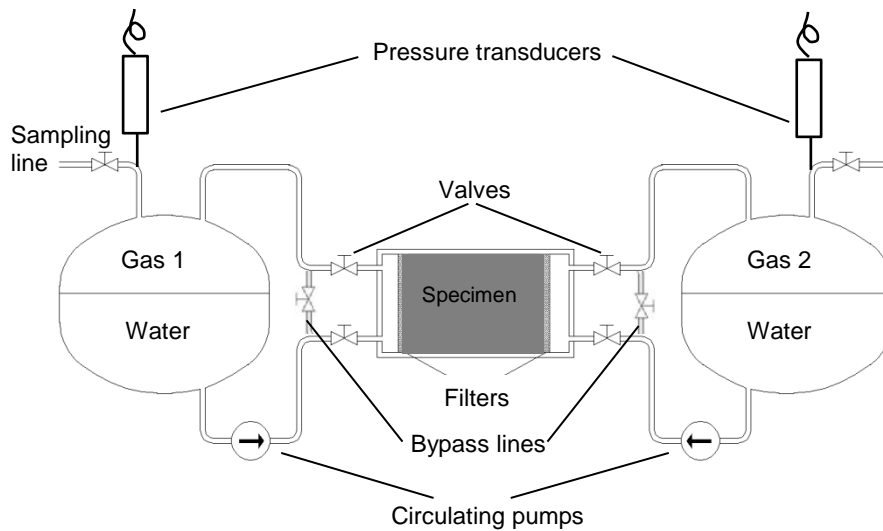 Pressure transducers
Sampling
line
Valves
Gas 1
Gas 2
Specimen
Water
Water
Filters
Bypass lines
Circulating pumps